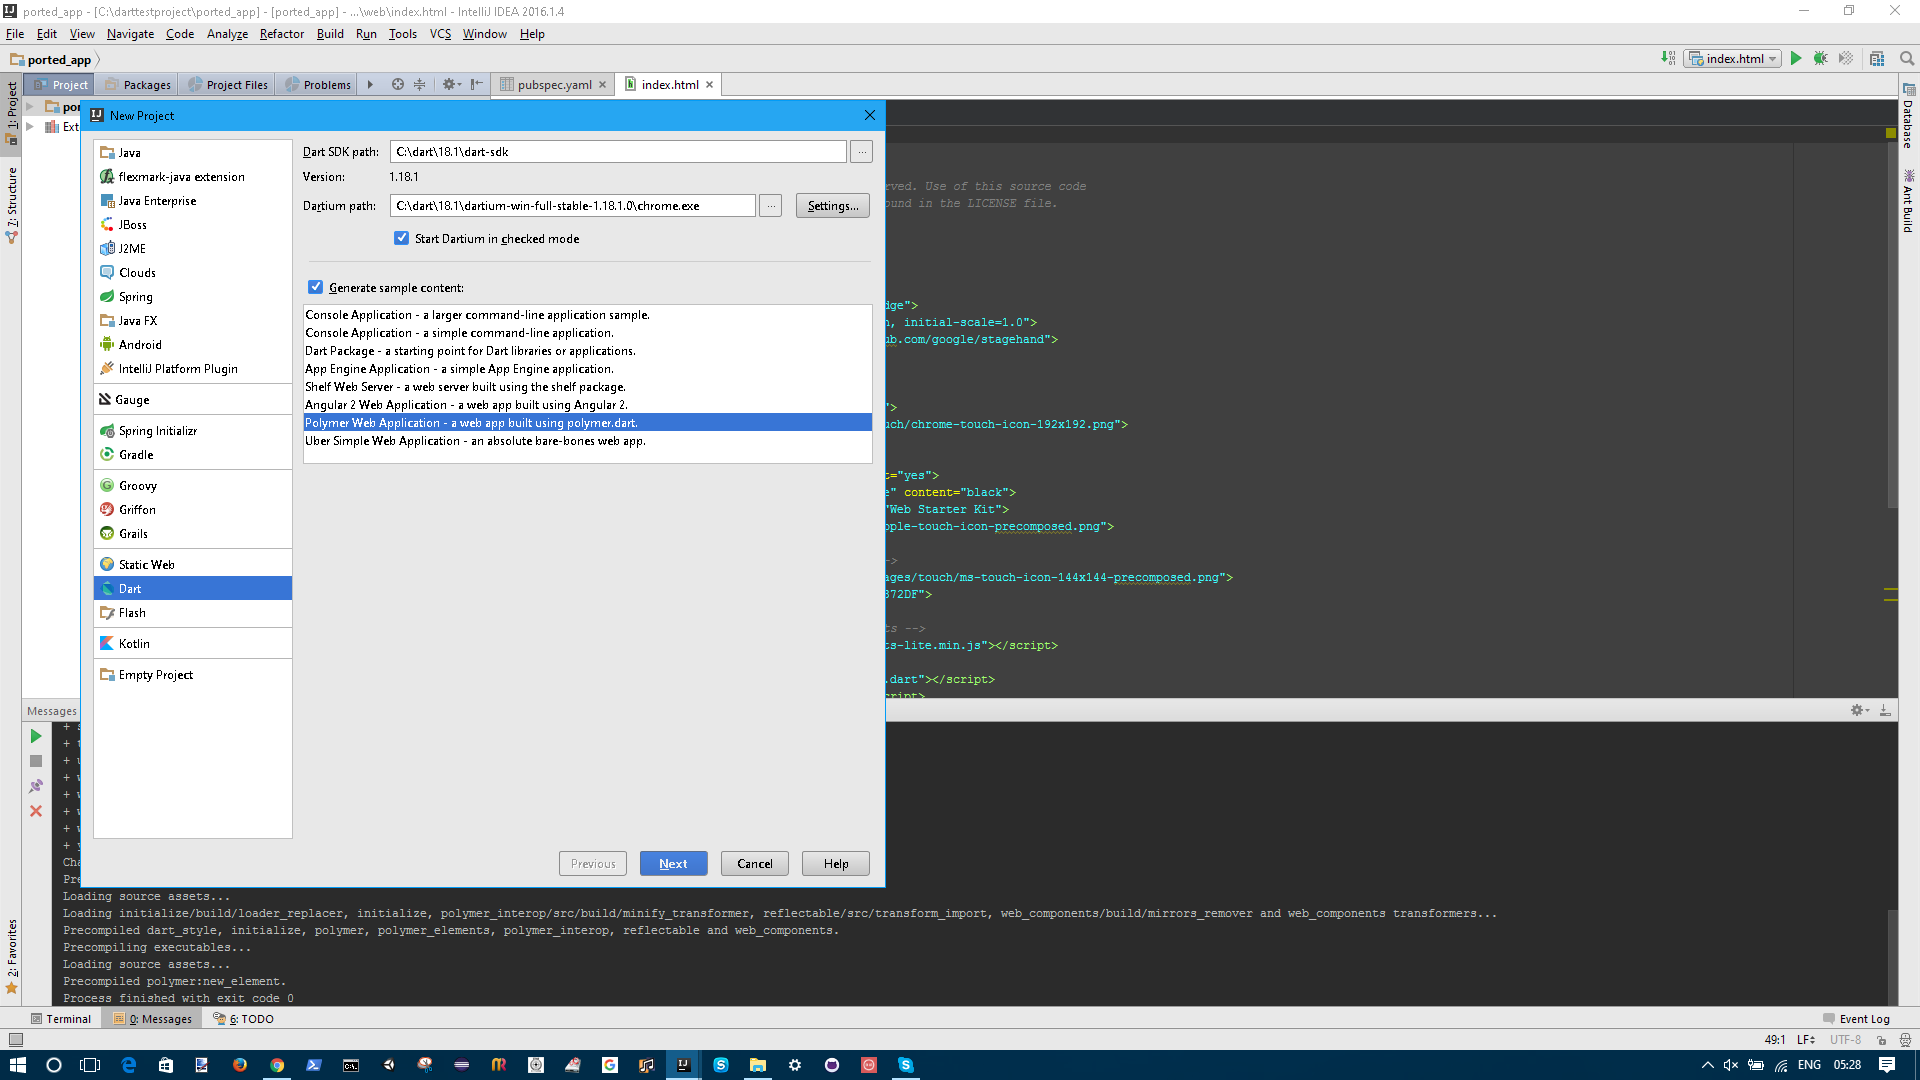 ported_app - [C:\darttestproject\ported_app] - [ported_app] - ...\web\index.html - IntelliJ IDEA 2016.1.4
File Edit View Navigate Code Analyze Refactor Build Run Tools VCS Window Help
ported_app
index.html
Project Packages Project Files Problems
pubspec.yaml index.html
1: Project
7: Structure
2: Favorites
Database
Ant Build
por
Ext
New Project
Java
flexmark-java extension
Java Enterprise
JBoss
J2ME
Clouds
Spring
Java FX
Android
IntelliJ Platform Plugin
Gauge
Spring Initializr
Gradle
Groovy
Griffon
Grails
Static Web
Dart
Flash
Kotlin
Empty Project
Dart SDK path: C:\dart\18.1\dart-sdk ...
Version: 1.18.1
Dartium path: C:\dart\18.1\dartium-win-full-stable-1.18.1.0\chrome.exe ... Settings...
Start Dartium in checked mode
Generate sample content:
Console Application - a larger command-line application sample.
Console Application - a simple command-line application.
Dart Package - a starting point for Dart libraries or applications.
App Engine Application - a simple App Engine application.
Shelf Web Server - a web server built using the shelf package.
Angular 2 Web Application - a web app built using Angular 2.
Polymer Web Application - a web app built using polymer.dart.
Uber Simple Web Application - an absolute bare-bones web app.
Previous Next Cancel Help
rved. Use of this source code
ound in the LICENSE file.
dge">
h, initial-scale=1.0">
ub.com/google/stagehand">
">
uch/chrome-touch-icon-192x192.png">
t="yes">
e" content="black">
"Web Starter Kit">
pple-touch-icon-precomposed.png">
->
ages/touch/ms-touch-icon-144x144-precomposed.png">
372DF">
ts -->
ts-lite.min.js"></script>
.dart"></script>
cript>
Messages
Cha
Pre
Loading source assets...
Loading initialize/build/loader_replacer, initialize, polymer_interop/src/build/minify_transformer, reflectable/src/transform_import, web_components/build/mirrors_remover and web_components transformers...
Precompiled dart_style, initialize, polymer, polymer_elements, polymer_interop, reflectable and web_components.
Precompiling executables...
Loading source assets...
Precompiled polymer:new_element.
Process finished with exit code 0
Terminal 0: Messages 6: TODO Event Log
49:1 LF UTF-8
ENG 05:28